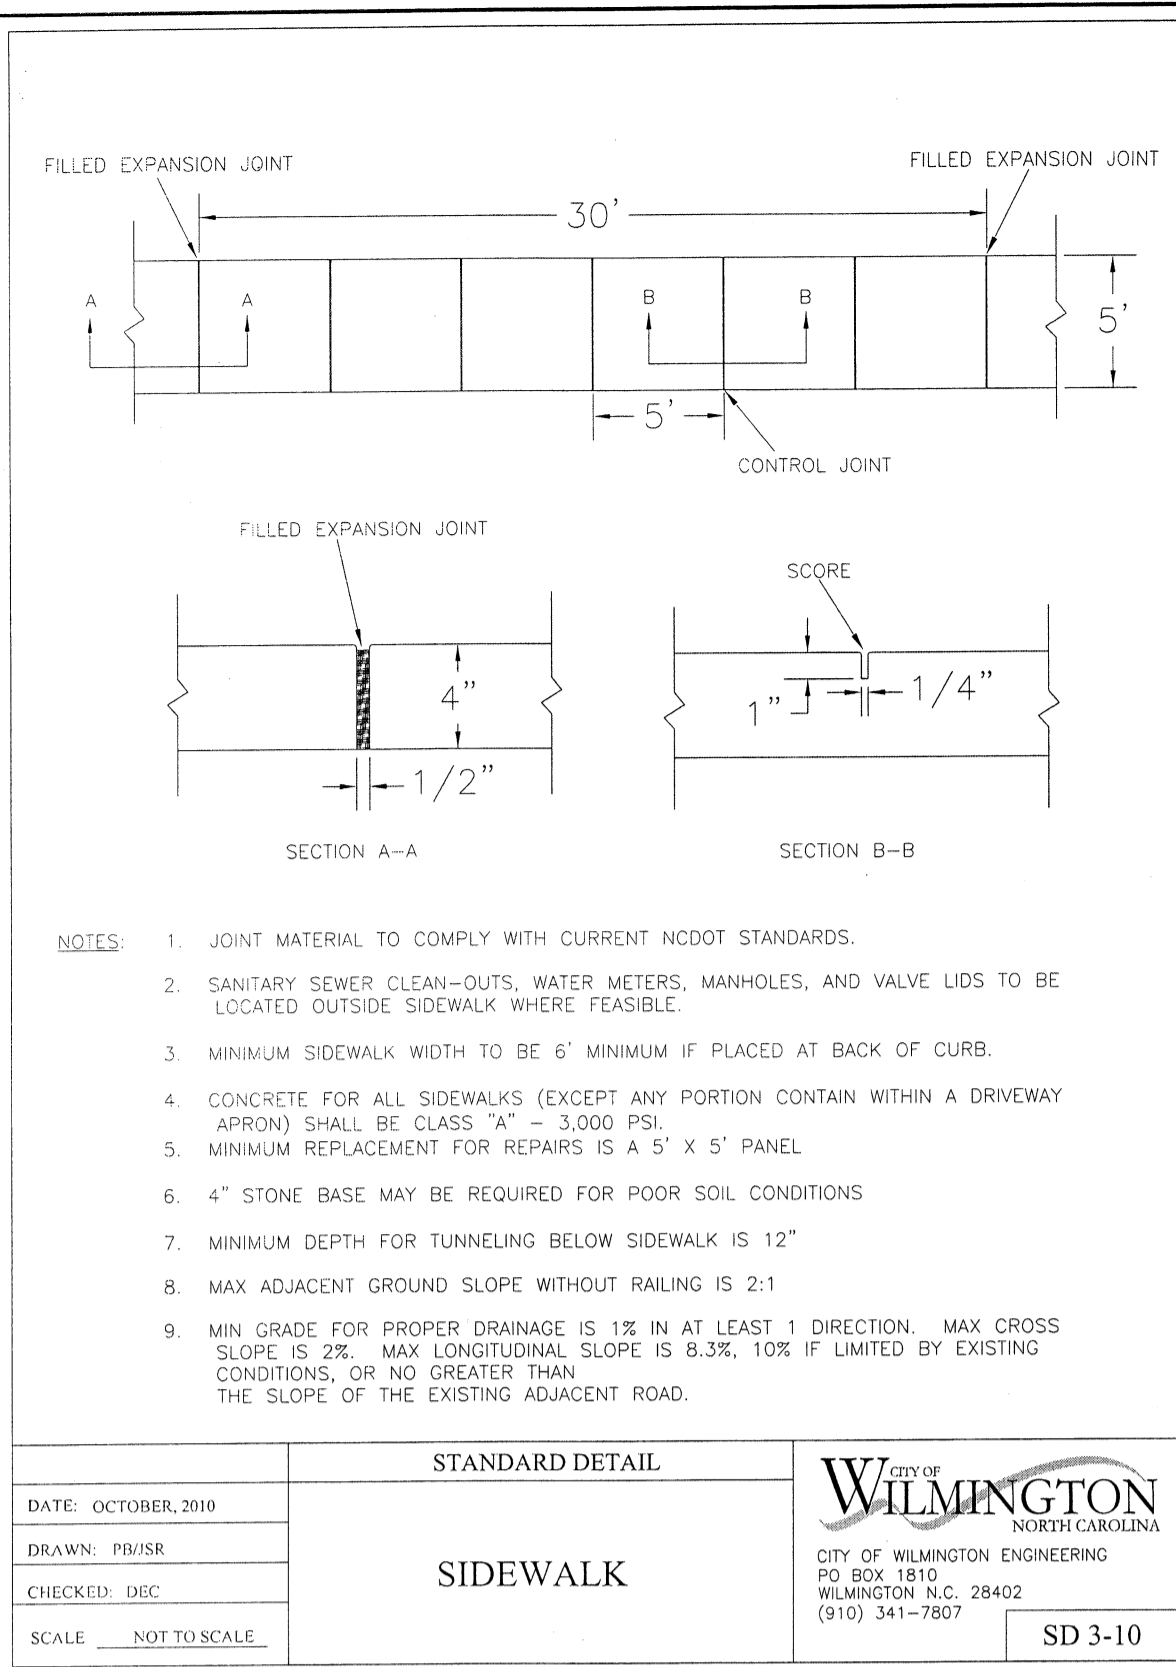 FILLED EXPANSION JOINT
FILLED EXPANSION JOINT
30'
A
A
B
B
5'
5'
CONTROL JOINT
FILLED EXPANSION JOINT
SCORE
4"
1"
1/4"
1/2"
SECTION A-A
SECTION B-B
NOTES:
1. JOINT MATERIAL TO COMPLY WITH CURRENT NCDOT STANDARDS.
2. SANITARY SEWER CLEAN-OUTS, WATER METERS, MANHOLES, AND VALVE LIDS TO BE
LOCATED OUTSIDE SIDEWALK WHERE FEASIBLE.
3. MINIMUM SIDEWALK WIDTH TO BE 6' MINIMUM IF PLACED AT BACK OF CURB.
4. CONCRETE FOR ALL SIDEWALKS (EXCEPT ANY PORTION CONTAIN WITHIN A DRIVEWAY
APRON) SHALL BE CLASS "A" - 3,000 PSI.
5. MINIMUM REPLACEMENT FOR REPAIRS IS A 5' X 5' PANEL
6. 4" STONE BASE MAY BE REQUIRED FOR POOR SOIL CONDITIONS
7. MINIMUM DEPTH FOR TUNNELING BELOW SIDEWALK IS 12"
8. MAX ADJACENT GROUND SLOPE WITHOUT RAILING IS 2:1
9. MIN GRADE FOR PROPER DRAINAGE IS 1% IN AT LEAST 1 DIRECTION. MAX CROSS
SLOPE IS 2%. MAX LONGITUDINAL SLOPE IS 8.3%, 10% IF LIMITED BY EXISTING
CONDITIONS, OR NO GREATER THAN
THE SLOPE OF THE EXISTING ADJACENT ROAD.
STANDARD DETAIL
DATE: OCTOBER, 2010
DRAWN: PB/JSR
CHECKED: DEC
SCALE NOT TO SCALE
SIDEWALK
CITY OF
WILMINGTON
NORTH CAROLINA
CITY OF WILMINGTON ENGINEERING
PO BOX 1810
WILMINGTON N.C. 28402
(910) 341-7807
SD 3-10